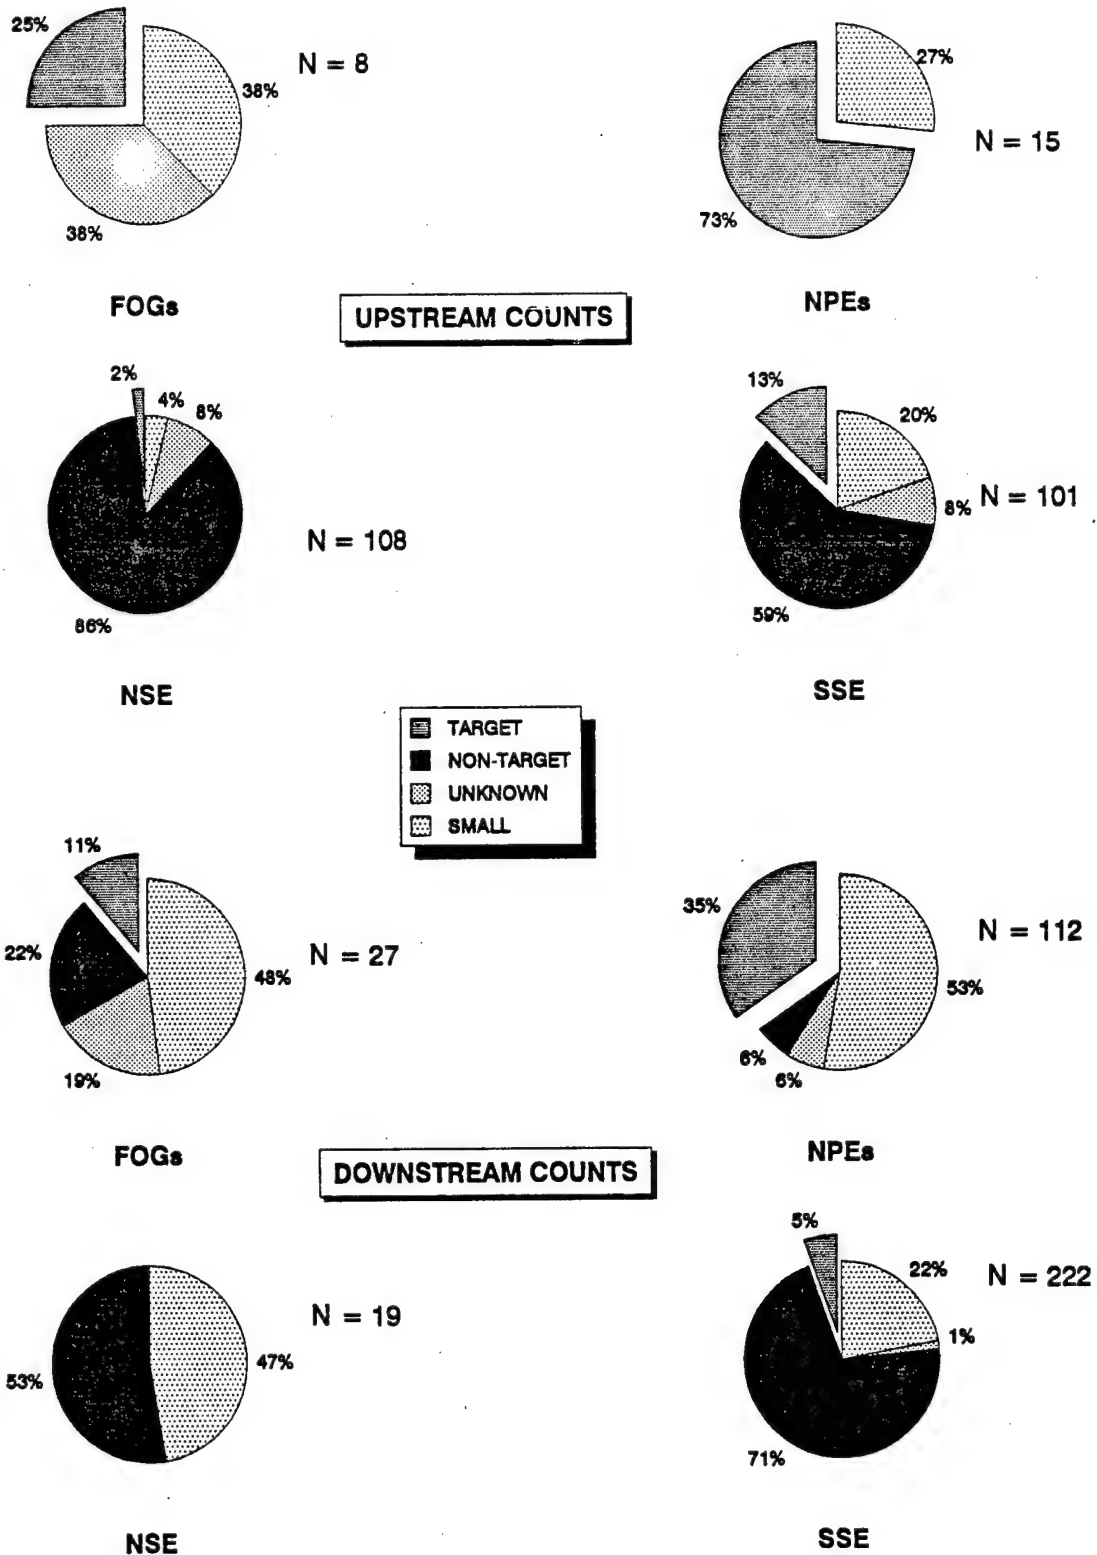 25%
38%
38%
N = 8
FOGs
27%
73%
N = 15
NPEs
UPSTREAM COUNTS
2%
4%
8%
86%
N = 108
NSE
13%
20%
8%
59%
N = 101
SSE
TARGET
NON-TARGET
UNKNOWN
SMALL
11%
22%
48%
19%
N = 27
FOGs
35%
53%
6%
6%
N = 112
NPEs
DOWNSTREAM COUNTS
53%
47%
N = 19
NSE
5%
22%
1%
71%
N = 222
SSE